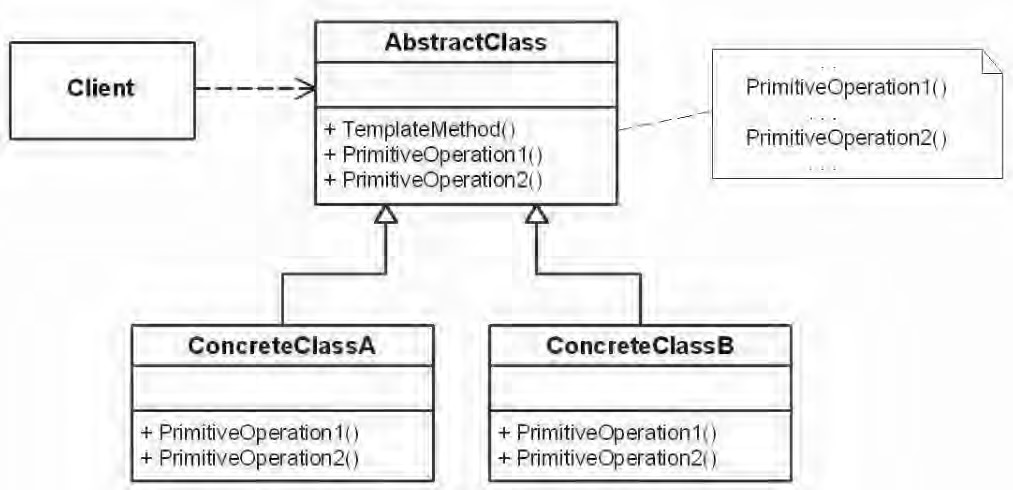 Client
AbstractClass
+ TemplateMethod()
+ PrimitiveOperation1()
+ PrimitiveOperation2()
. . .
PrimitiveOperation1()
. . .
PrimitiveOperation2()
. . . .
ConcreteClassA
+ PrimitiveOperation1()
+ PrimitiveOperation2()
ConcreteClassB
+ PrimitiveOperation1()
+ PrimitiveOperation2()